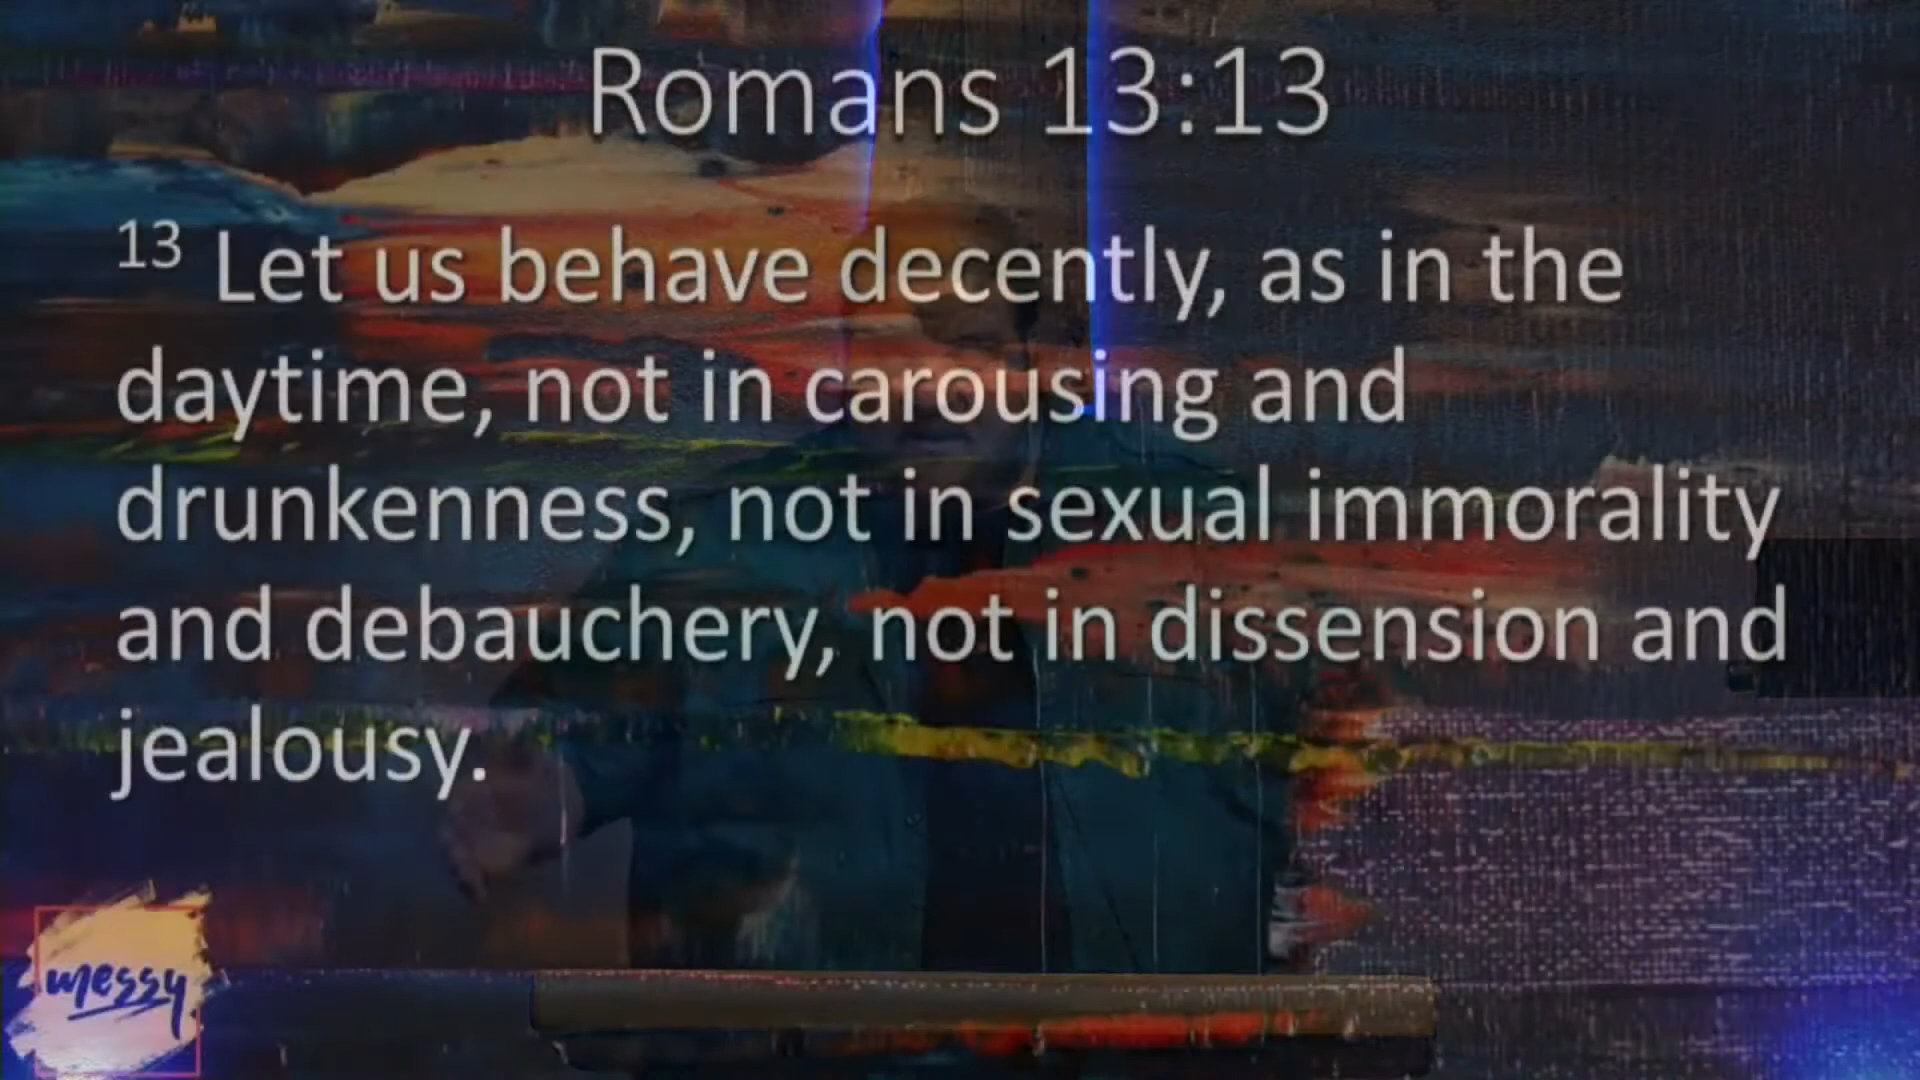 Romans 13:13
13 Let us behave decently, as in the
daytime, not in carousing and
drunkenness, not in sexual immorality
and debauchery, not in dissension and
jealousy.
messy